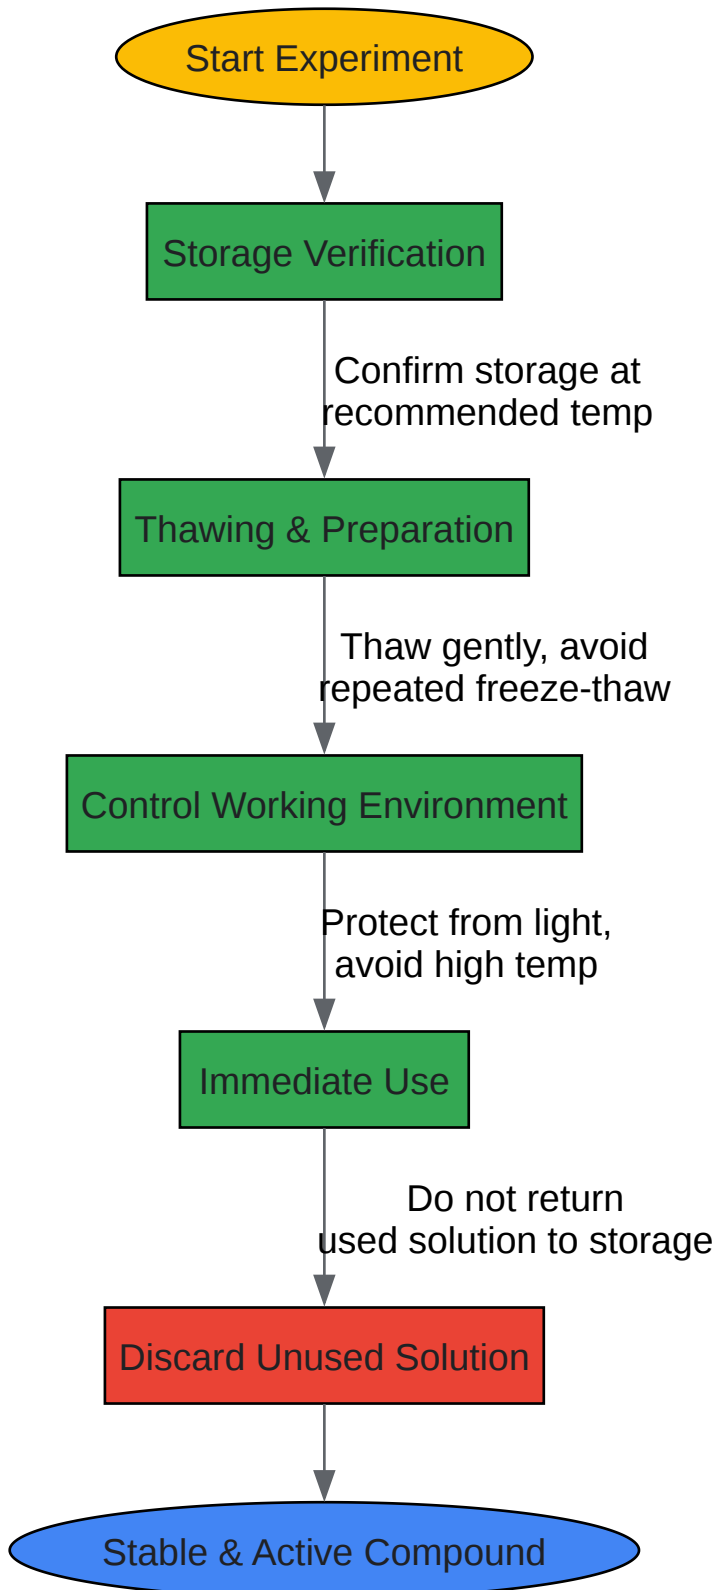 Start Experiment
Storage Verification
Confirm storage at
recommended temp
Thawing & Preparation
Thaw gently, avoid
repeated freeze-thaw
Control Working Environment
Protect from light,
avoid high temp
Immediate Use
Do not return
used solution to storage
Discard Unused Solution
Stable & Active Compound